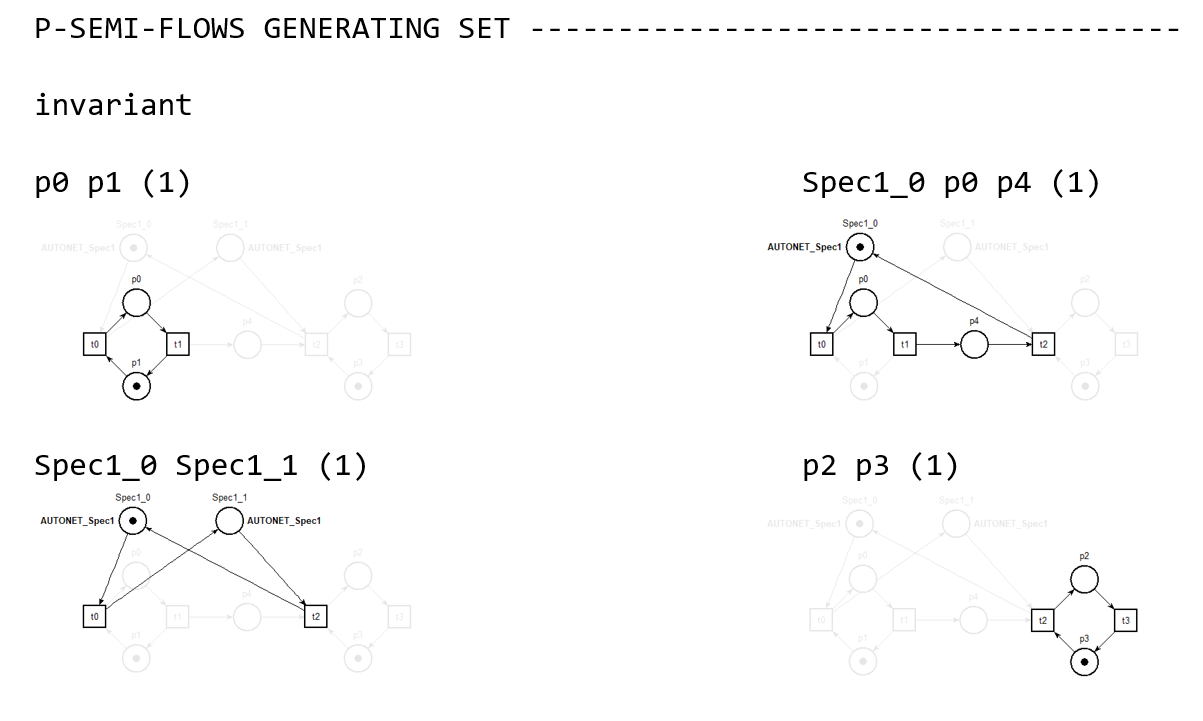 P-SEMI-FLOWS GENERATING SET -------------------------------------
invariant
p0 p1 (1)
Spec1_0 p0 p4 (1)
Spec1_0 Spec1_1
AUTONET_Spec1 AUTONET_Spec1
p0 p2
t0 t1 p4 t2 t3
p1 p3
Spec1_0 Spec1_1
AUTONET_Spec1 AUTONET_Spec1
p0 p2
t0 t1 p4 t2 t3
p1 p3
Spec1_0 Spec1_1 (1)
p2 p3 (1)
Spec1_0 Spec1_1
AUTONET_Spec1 AUTONET_Spec1
p0 p2
t0 t1 p4 t2 t3
p1 p3
Spec1_0 Spec1_1
AUTONET_Spec1 AUTONET_Spec1
p0 p2
t0 t1 p4 t2 t3
p1 p3